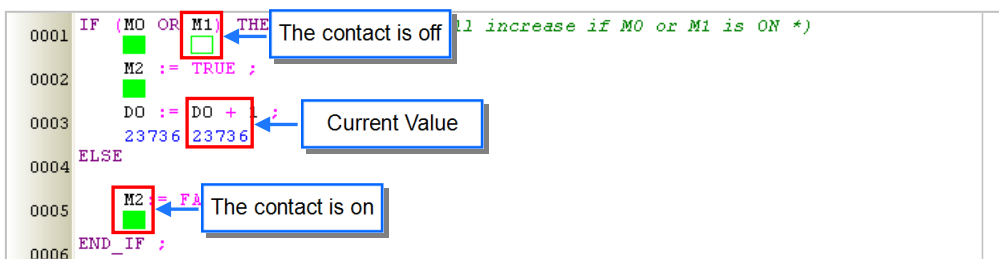 0001 IF (M0 OR M1) THE The contact is off ll increase if M0 or M1 is ON *)
0002 M2 := TRUE ;
0003 D0 := D0 + 1 ;
23736 23736 Current Value
0004 ELSE
0005 M2 := FA The contact is on
0006 END_IF ;